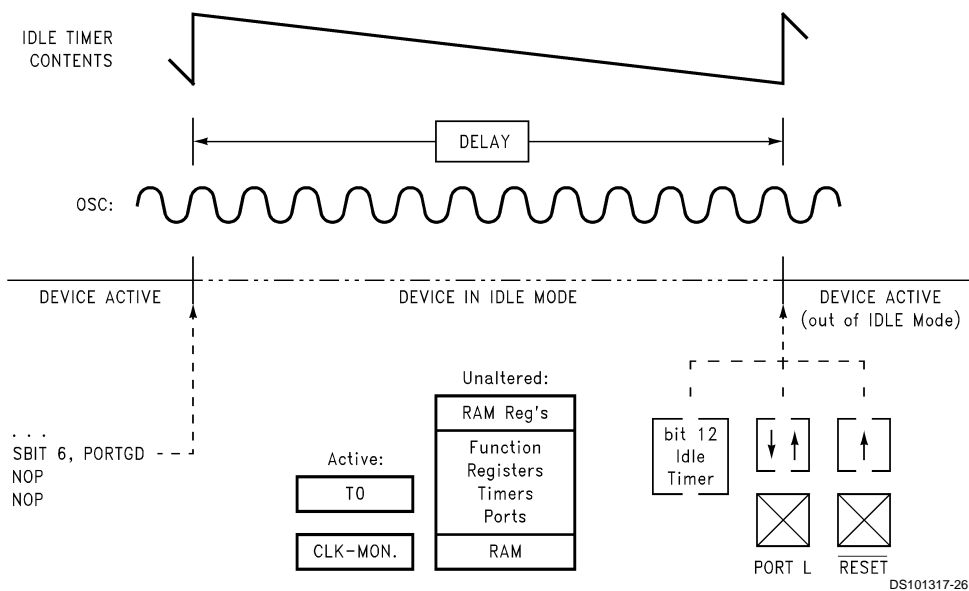 IDLE TIMER
CONTENTS
DELAY
OSC:
DEVICE ACTIVE
DEVICE IN IDLE MODE
DEVICE ACTIVE
(out of IDLE Mode)
. . .
SBIT 6, PORTGD
NOP
NOP
Active:
T0
CLK-MON.
Unaltered:
RAM Reg's
Function
Registers
Timers
Ports
RAM
bit 12
Idle
Timer
PORT L
RESET
DS101317-26